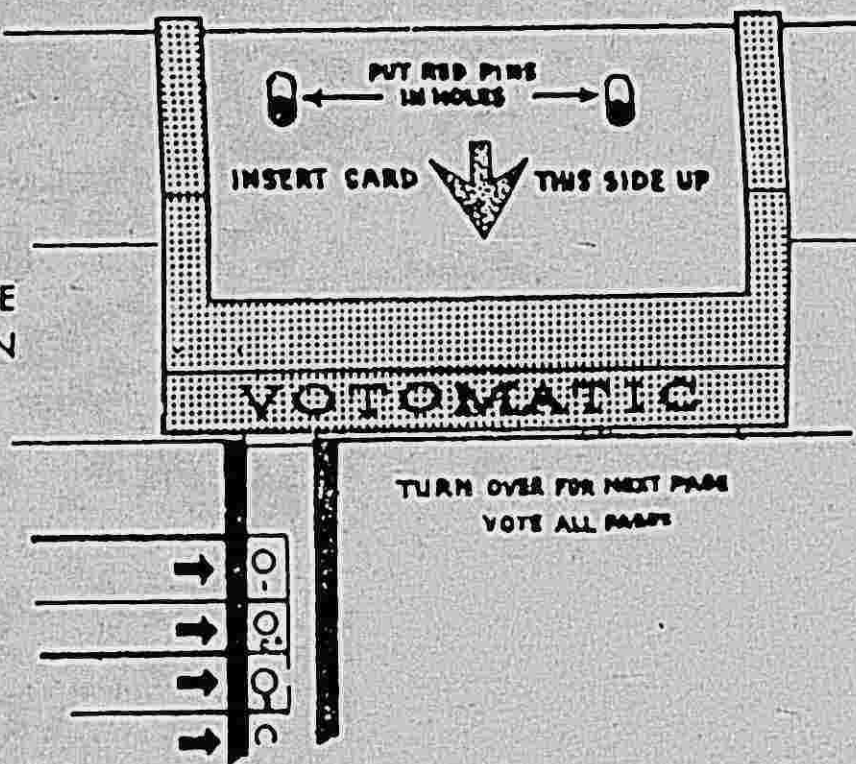 PUT RED PINS
IN HOLES
INSERT CARD THIS SIDE UP
E
N
VOTOMATIC
TURN OVER FOR NEXT PAGE
VOTE ALL PAGES